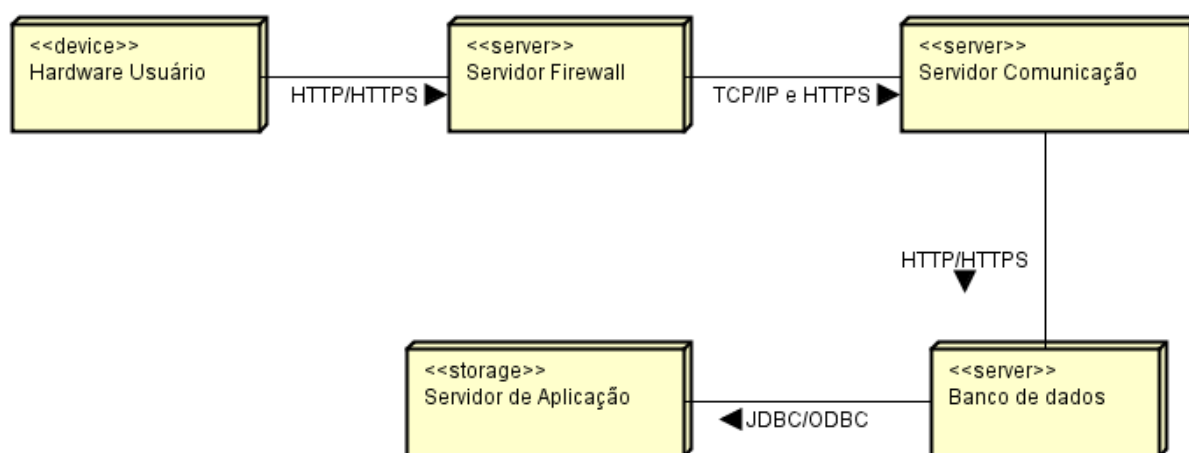 <<device>>
Hardware Usuário
HTTP/HTTPS
<<server>>
Servidor Firewall
TCP/IP e HTTPS
<<server>>
Servidor Comunicação
HTTP/HTTPS
<<storage>>
Servidor de Aplicação
JDBC/ODBC
<<server>>
Banco de dados